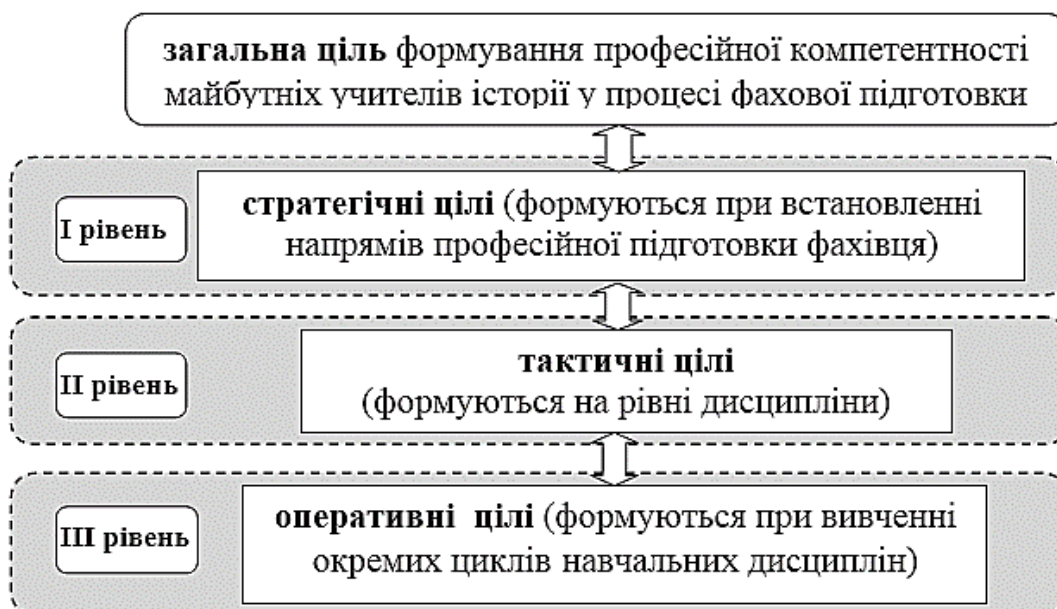 загальна ціль формування професійної компетентності
майбутніх учителів історії у процесі фахової підготовки
І рівень
стратегічні цілі (формуються при встановленні
напрямів професійної підготовки фахівця)
ІІ рівень
тактичні цілі
(формуються на рівні дисципліни)
ІІІ рівень
оперативні цілі (формуються при вивченні
окремих циклів навчальних дисциплін)